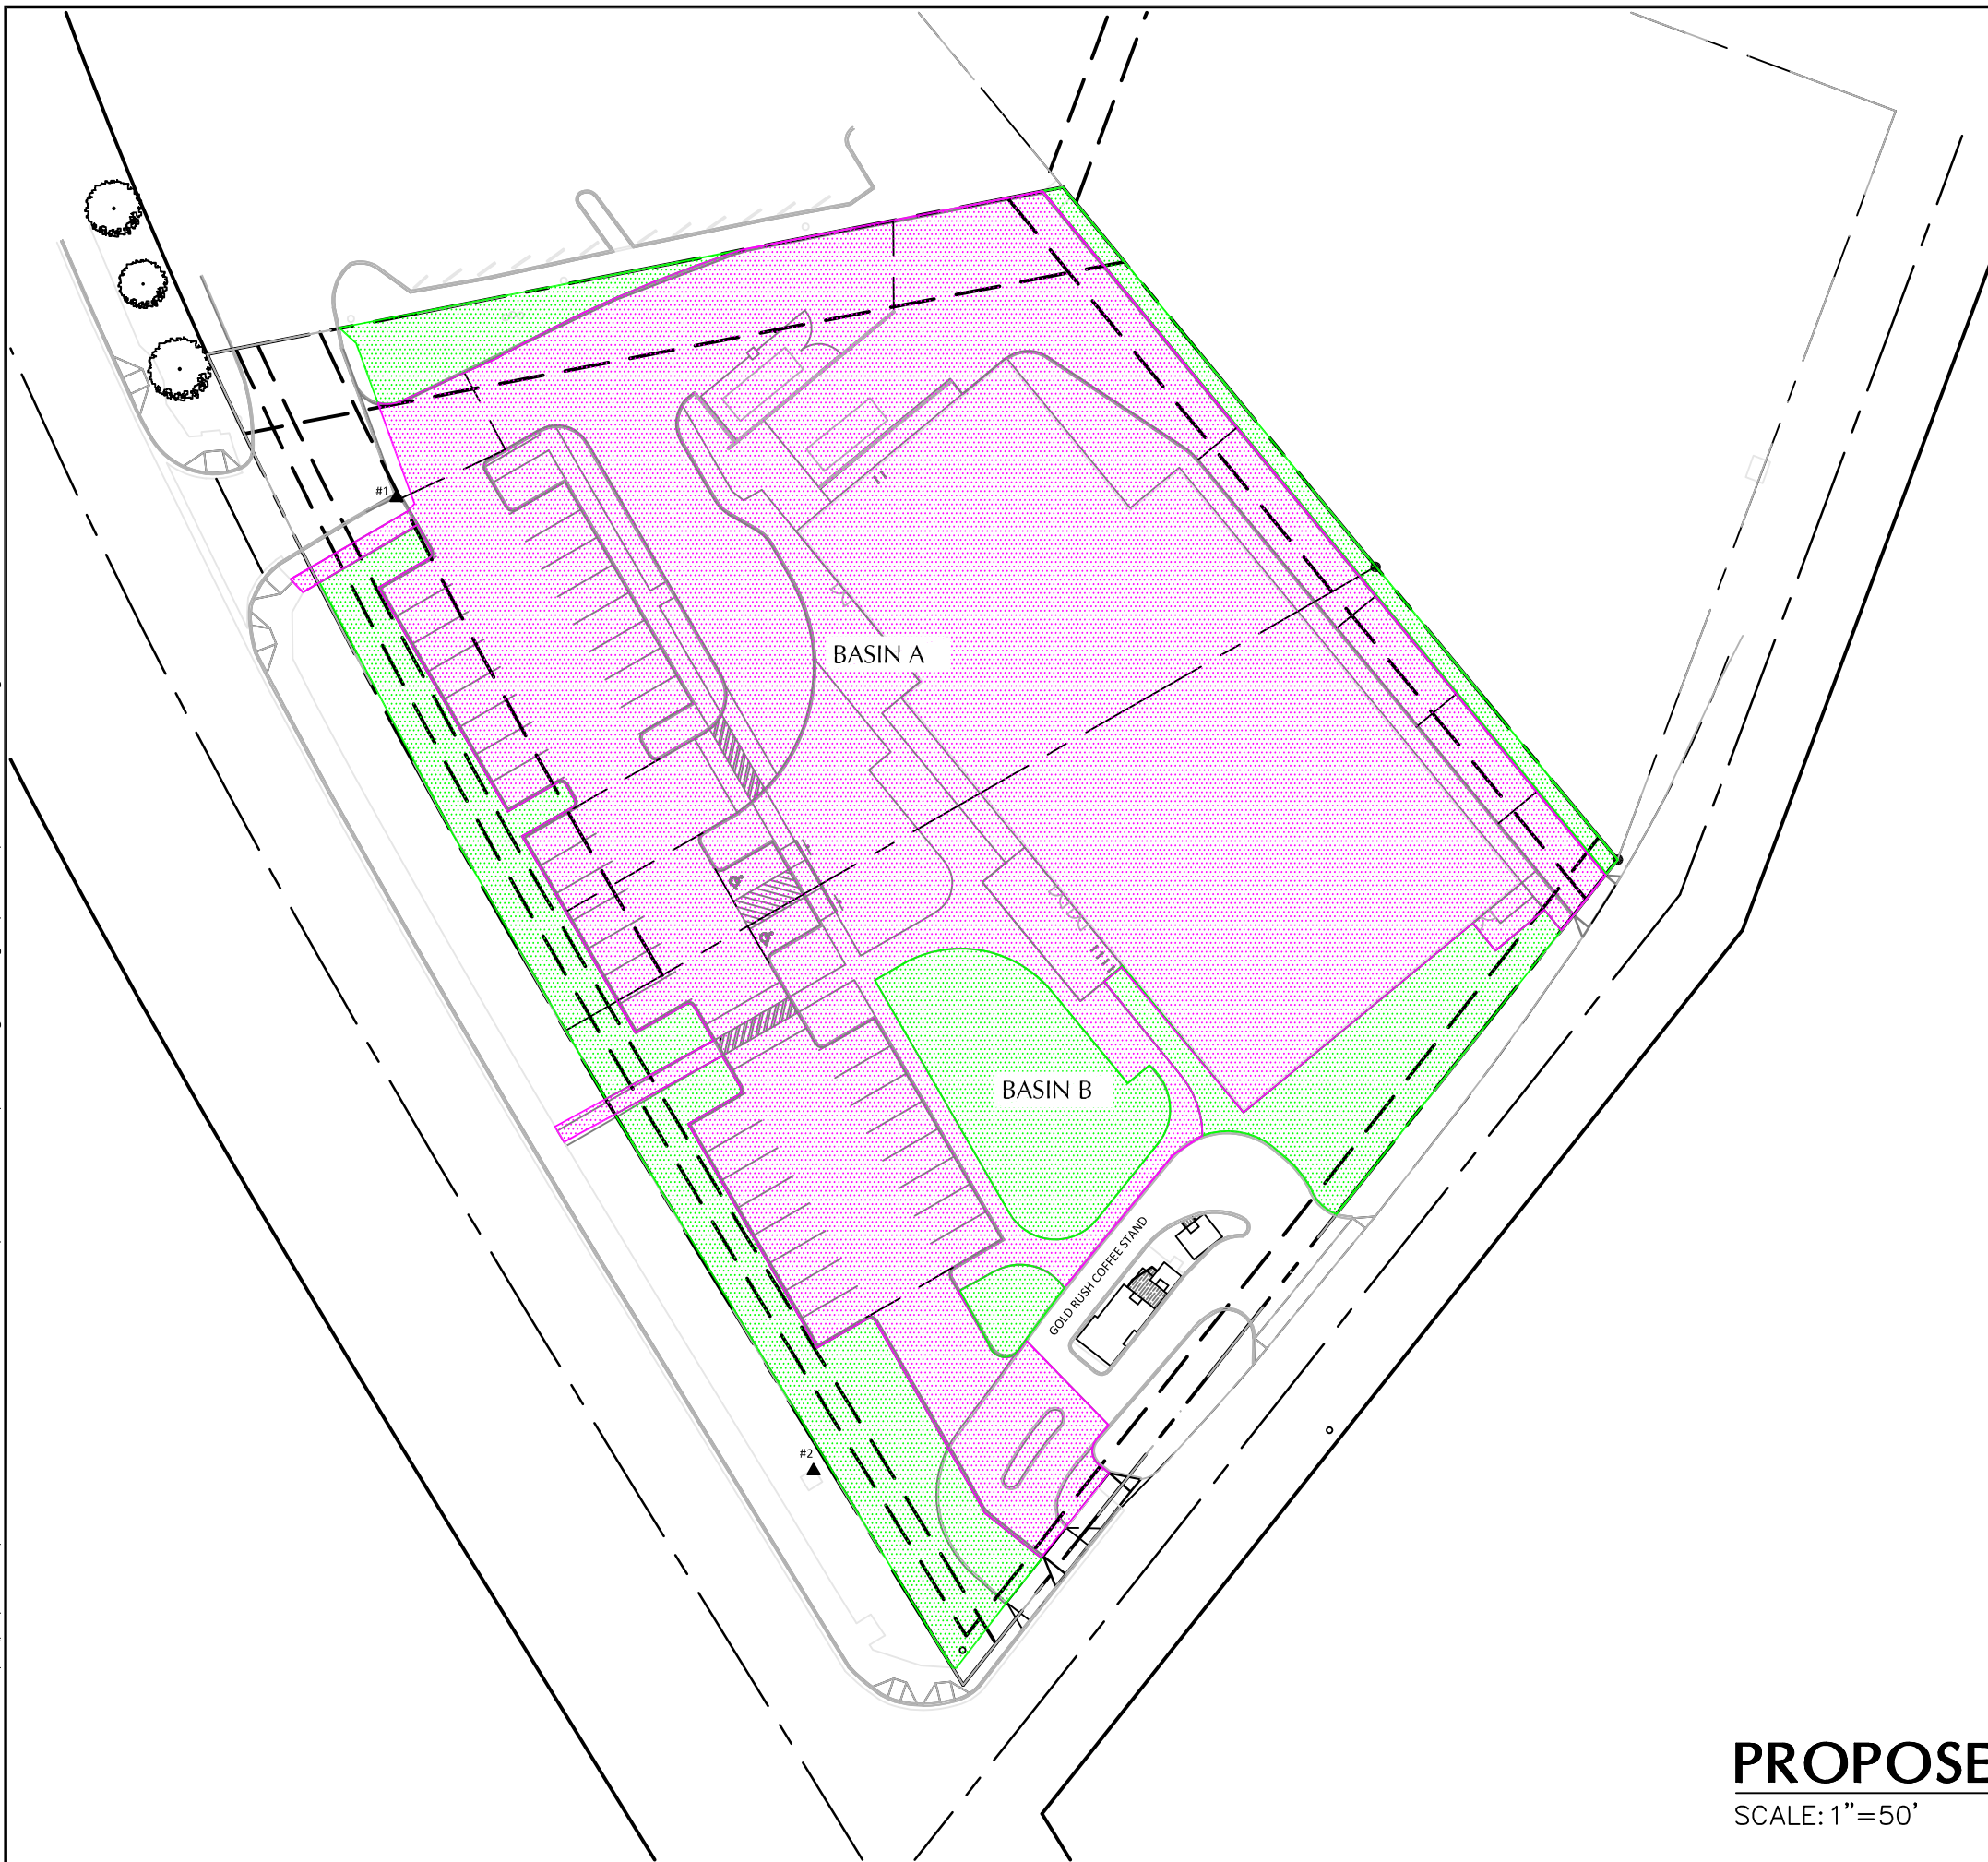 #1
BASIN A
BASIN B
GOLD RUSH COFFEE STAND
#2
PROPOSE
SCALE: 1"=50'